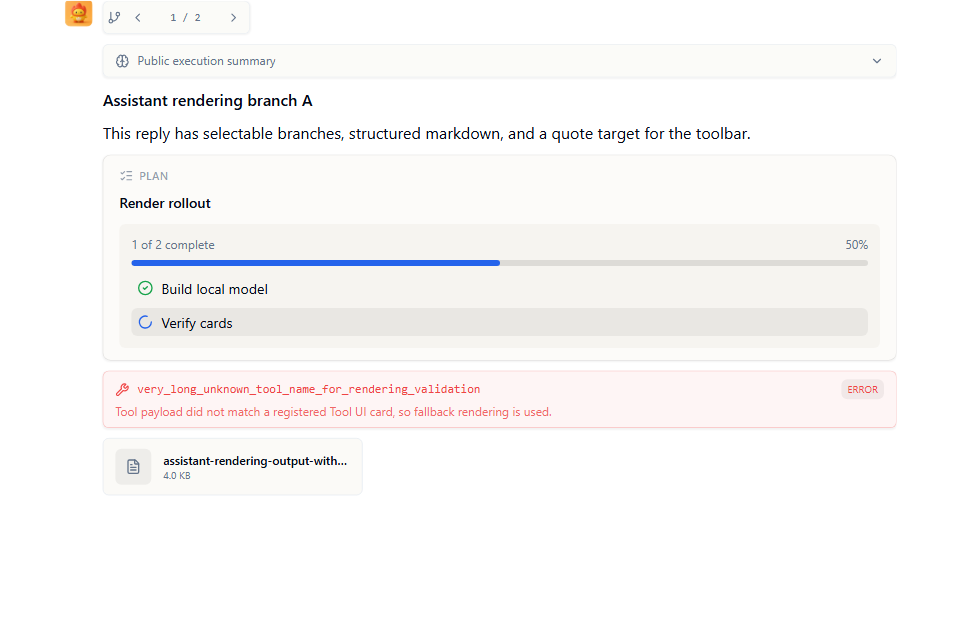 1 / 2
Public execution summary
Assistant rendering branch A
This reply has selectable branches, structured markdown, and a quote target for the toolbar.
PLAN
Render rollout
1 of 2 complete 50%
Build local model
Verify cards
very_long_unknown_tool_name_for_rendering_validation ERROR
Tool payload did not match a registered Tool UI card, so fallback rendering is used.
assistant-rendering-output-with...
4.0 KB